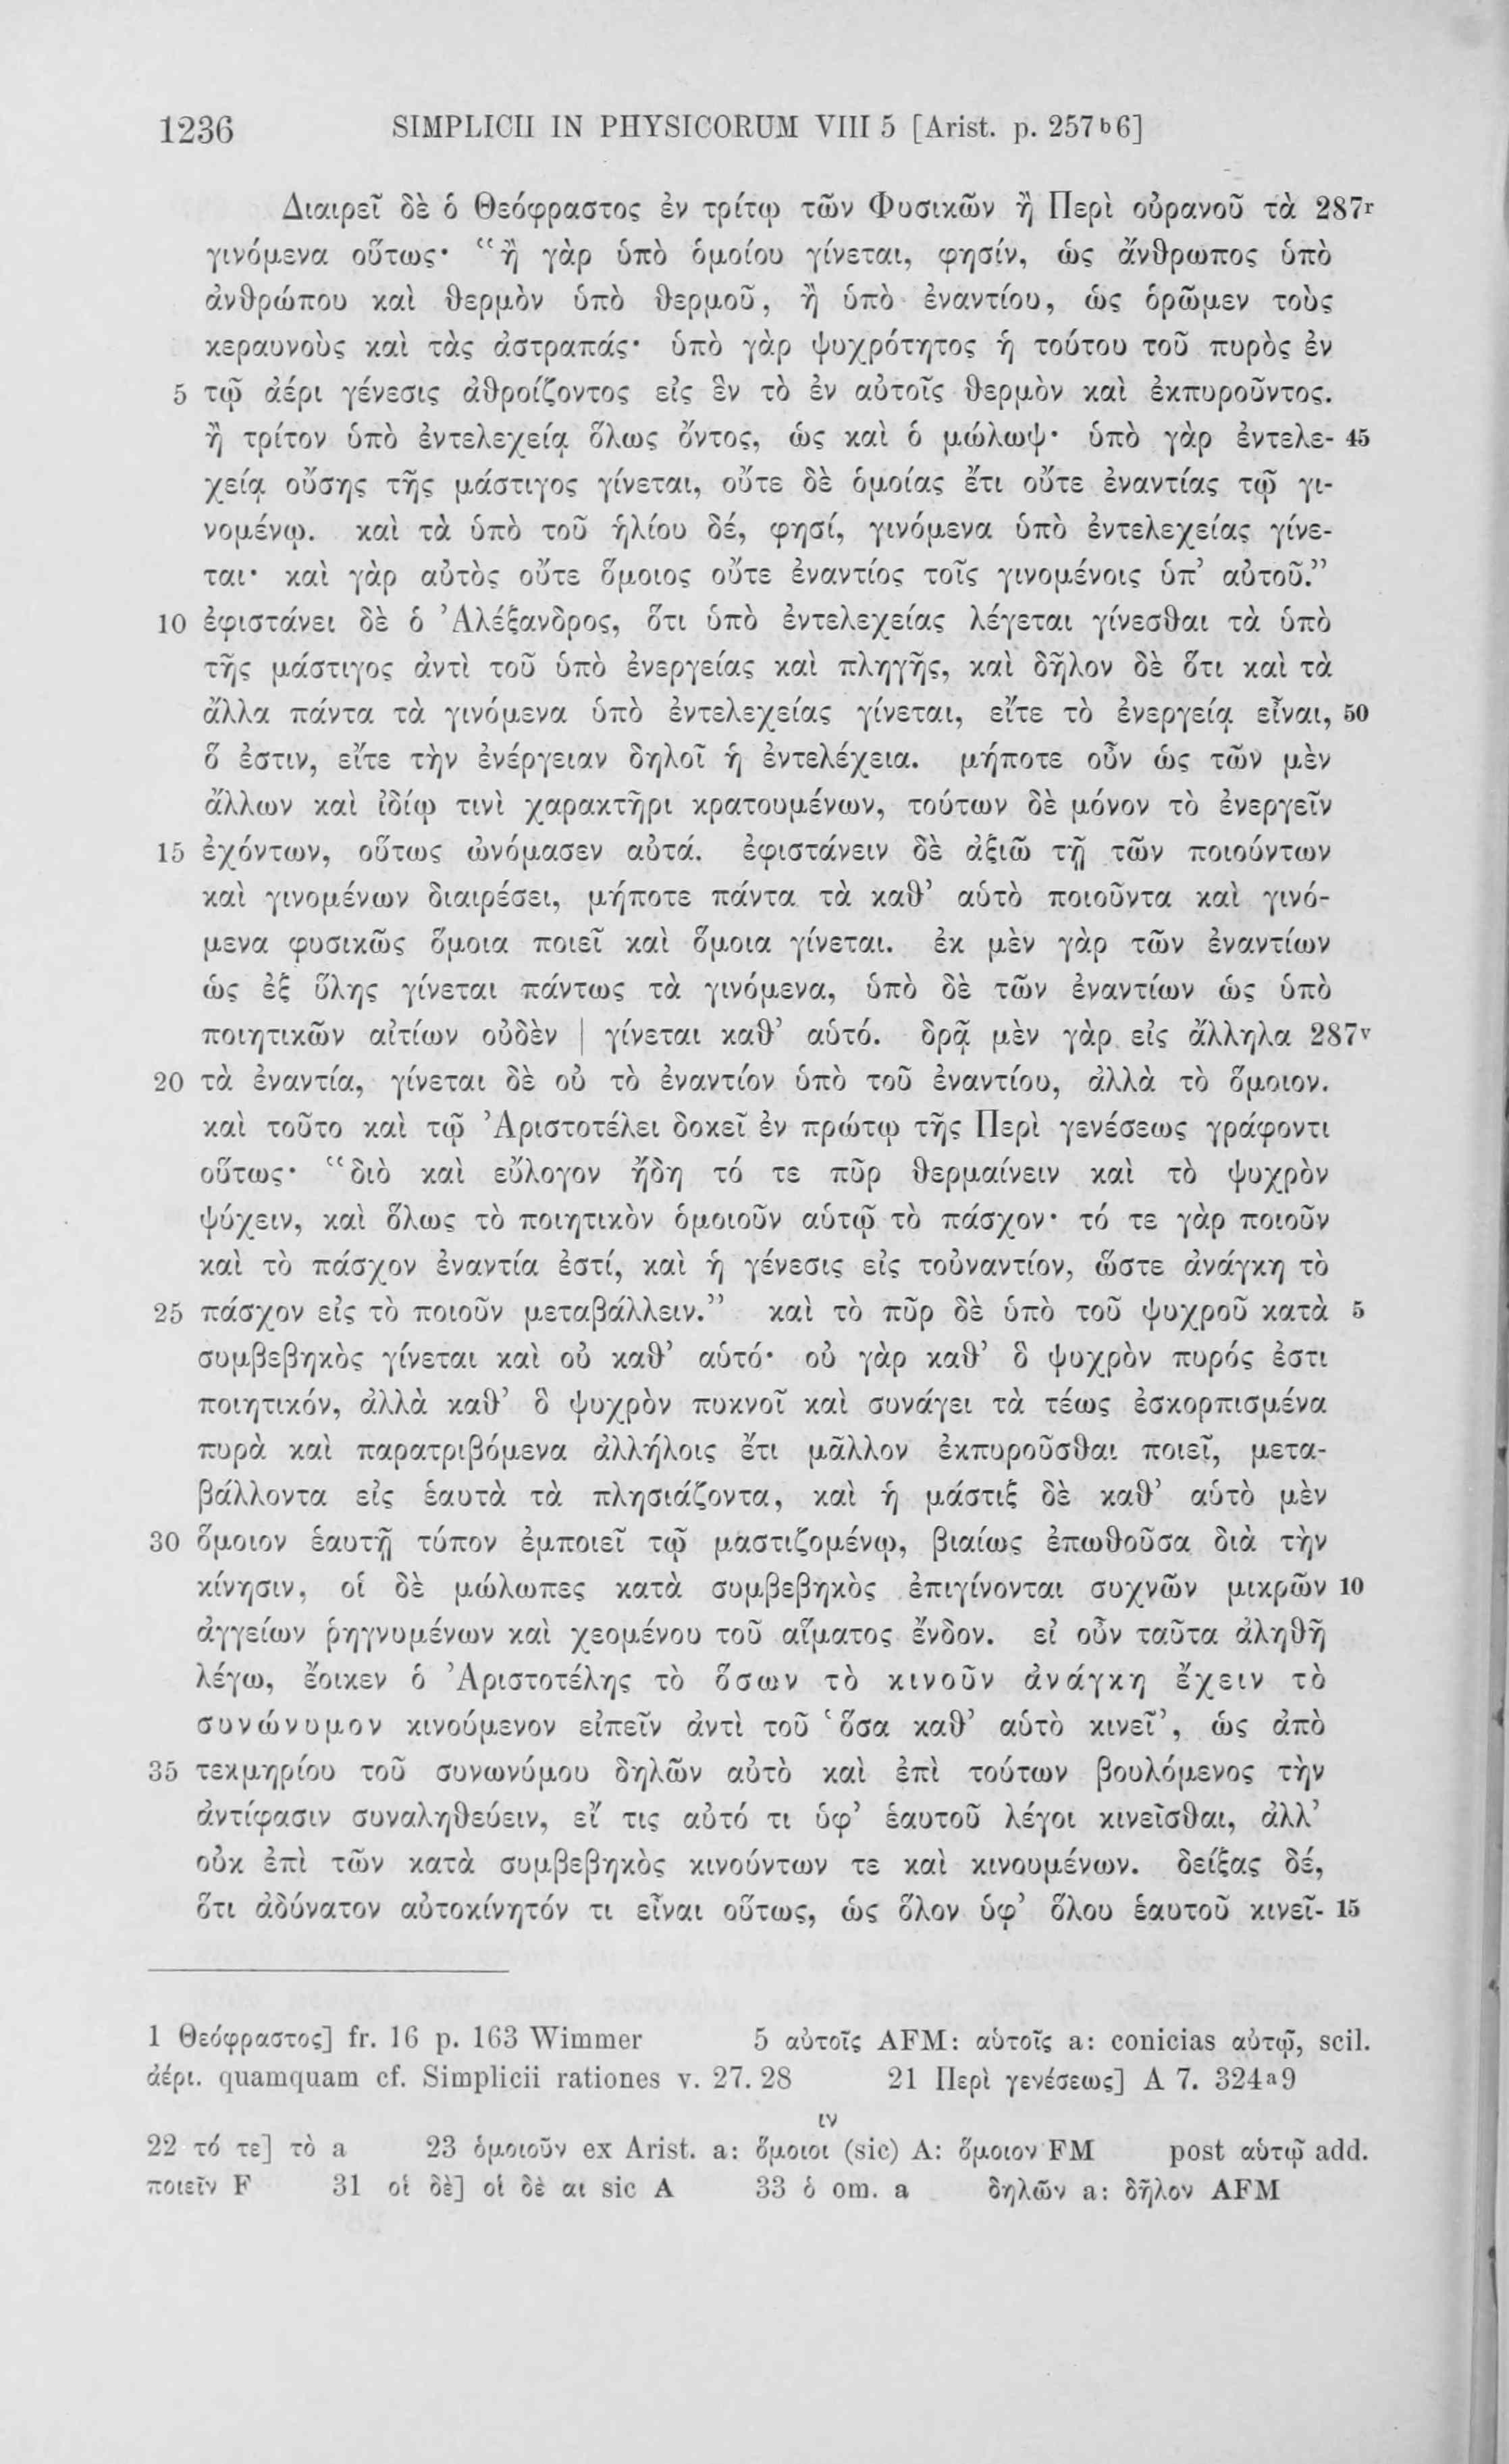 1236 SIMPLICII IN PHYSICORUM VIII 5 [Arist. p. 257 b 6]
Διαιρεῖ δὲ ὁ Θεόφραστος ἐν τρίτῳ τῶν Φυσικῶν ἢ Περὶ οὐρανοῦ τὰ 287r
γινόμενα οὕτως· “ἢ γὰρ ὑπὸ ὁμοίου γίνεται, φησίν, ὡς ἄνθρωπος ὑπὸ
ἀνθρώπου καὶ θερμὸν ὑπὸ θερμοῦ, ἢ ὑπὸ ἐναντίου, ὡς ὁρῶμεν τοὺς
κεραυνοὺς καὶ τὰς ἀστραπάς· ὑπὸ γὰρ ψυχρότητος ἡ τούτου τοῦ πυρὸς ἐν
5 τῷ ἀέρι γένεσις ἀθροίζοντος εἰς ἓν τὸ ἐν αὐτοῖς θερμὸν καὶ ἐκπυροῦντος.
ἢ τρίτον ὑπὸ ἐντελεχείᾳ ὅλως ὄντος, ὡς καὶ ὁ μώλωψ· ὑπὸ γὰρ ἐντελε- 45
χείᾳ οὔσης τῆς μάστιγος γίνεται, οὔτε δὲ ὁμοίας ἔτι οὔτε ἐναντίας τῷ γι-
νομένῳ. καὶ τὰ ὑπὸ τοῦ ἡλίου δέ, φησί, γινόμενα ὑπὸ ἐντελεχείας γίνε-
ται· καὶ γὰρ αὐτὸς οὔτε ὅμοιος οὔτε ἐναντίος τοῖς γινομένοις ὑπ’ αὐτοῦ.”
10 ἐφιστάνει δὲ ὁ Ἀλέξανδρος, ὅτι ὑπὸ ἐντελεχείας λέγεται γίνεσθαι τὰ ὑπὸ
τῆς μάστιγος ἀντὶ τοῦ ὑπὸ ἐνεργείας καὶ πληγῆς, καὶ δῆλον δὲ ὅτι καὶ τὰ
ἄλλα πάντα τὰ γινόμενα ὑπὸ ἐντελεχείας γίνεται, εἴτε τὸ ἐνεργείᾳ εἶναι, 50
ὅ ἐστιν, εἴτε τὴν ἐνέργειαν δηλοῖ ἡ ἐντελέχεια. μήποτε οὖν ὡς τῶν μὲν
ἄλλων καὶ ἰδίῳ τινὶ χαρακτῆρι κρατουμένων, τούτων δὲ μόνον τὸ ἐνεργεῖν
15 ἐχόντων, οὕτως ὠνόμασεν αὐτά. ἐφιστάνειν δὲ ἀξιῶ τῇ τῶν ποιούντων
καὶ γινομένων διαιρέσει, μήποτε πάντα τὰ καθ’ αὑτὸ ποιοῦντα καὶ γινό-
μενα φυσικῶς ὅμοια ποιεῖ καὶ ὅμοια γίνεται. ἐκ μὲν γὰρ τῶν ἐναντίων
ὡς ἐξ ὕλης γίνεται πάντως τὰ γινόμενα, ὑπὸ δὲ τῶν ἐναντίων ὡς ὑπὸ
ποιητικῶν αἰτίων οὐδὲν | γίνεται καθ’ αὑτό. δρᾷ μὲν γὰρ εἰς ἄλληλα 287v
20 τὰ ἐναντία, γίνεται δὲ οὐ τὸ ἐναντίον ὑπὸ τοῦ ἐναντίου, ἀλλὰ τὸ ὅμοιον.
καὶ τοῦτο καὶ τῷ Ἀριστοτέλει δοκεῖ ἐν πρώτῳ τῆς Περὶ γενέσεως γράφοντι
οὕτως· “διὸ καὶ εὔλογον ἤδη τό τε πῦρ θερμαίνειν καὶ τὸ ψυχρὸν
ψύχειν, καὶ ὅλως τὸ ποιητικὸν ὁμοιοῦν αὑτῷ τὸ πάσχον· τό τε γὰρ ποιοῦν
καὶ τὸ πάσχον ἐναντία ἐστί, καὶ ἡ γένεσις εἰς τοὐναντίον, ὥστε ἀνάγκη τὸ
25 πάσχον εἰς τὸ ποιοῦν μεταβάλλειν.” καὶ τὸ πῦρ δὲ ὑπὸ τοῦ ψυχροῦ κατὰ 5
συμβεβηκὸς γίνεται καὶ οὐ καθ’ αὑτό· οὐ γὰρ καθ’ ὃ ψυχρὸν πυρός ἐστι
ποιητικόν, ἀλλὰ καθ’ ὃ ψυχρὸν πυκνοῖ καὶ συνάγει τὰ τέως ἐσκορπισμένα
πυρὰ καὶ παρατριβόμενα ἀλλήλοις ἔτι μᾶλλον ἐκπυροῦσθαι ποιεῖ, μετα-
βάλλοντα εἰς ἑαυτὰ τὰ πλησιάζοντα, καὶ ἡ μάστιξ δὲ καθ’ αὑτὸ μὲν
30 ὅμοιον ἑαυτῇ τύπον ἐμποιεῖ τῷ μαστιζομένῳ, βιαίως ἐπωθοῦσα διὰ τὴν
κίνησιν, οἱ δὲ μώλωπες κατὰ συμβεβηκὸς ἐπιγίνονται συχνῶν μικρῶν 10
ἀγγείων ῥηγνυμένων καὶ χεομένου τοῦ αἵματος ἔνδον. εἰ οὖν ταῦτα ἀληθῆ
λέγω, ἔοικεν ὁ Ἀριστοτέλης τὸ ὅσων τὸ κινοῦν ἀνάγκη ἔχειν τὸ
συνώνυμον κινούμενον εἰπεῖν ἀντὶ τοῦ ‘ὅσα καθ’ αὑτὸ κινεῖ’, ὡς ἀπὸ
35 τεκμηρίου τοῦ συνωνύμου δηλῶν αὐτὸ καὶ ἐπὶ τούτων βουλόμενος τὴν
ἀντίφασιν συναληθεύειν, εἴ τις αὐτό τι ὑφ’ ἑαυτοῦ λέγοι κινεῖσθαι, ἀλλ’
οὐκ ἐπὶ τῶν κατὰ συμβεβηκὸς κινούντων τε καὶ κινουμένων. δείξας δέ,
ὅτι ἀδύνατον αὐτοκίνητόν τι εἶναι οὕτως, ὡς ὅλον ὑφ’ ὅλου ἑαυτοῦ κινεῖ- 15
1 Θεόφραστος] fr. 16 p. 163 Wimmer 5 αὐτοῖς AFM: αὑτοῖς a: conicias αὐτῷ, scil.
ἀέρι. quamquam cf. Simplicii rationes v. 27. 28 21 Περὶ γενέσεως] A 7. 324 a 9
ιν
22 τό τε] τὸ a 23 ὁμοιοῦν ex Arist. a: ὅμοιοι (sic) A: ὅμοιον FM post αὑτῷ add.
ποιεῖν F 31 οἱ δὲ] οἱ δὲ αι sic A 33 ὁ om. a δηλῶν a: δῆλον AFM